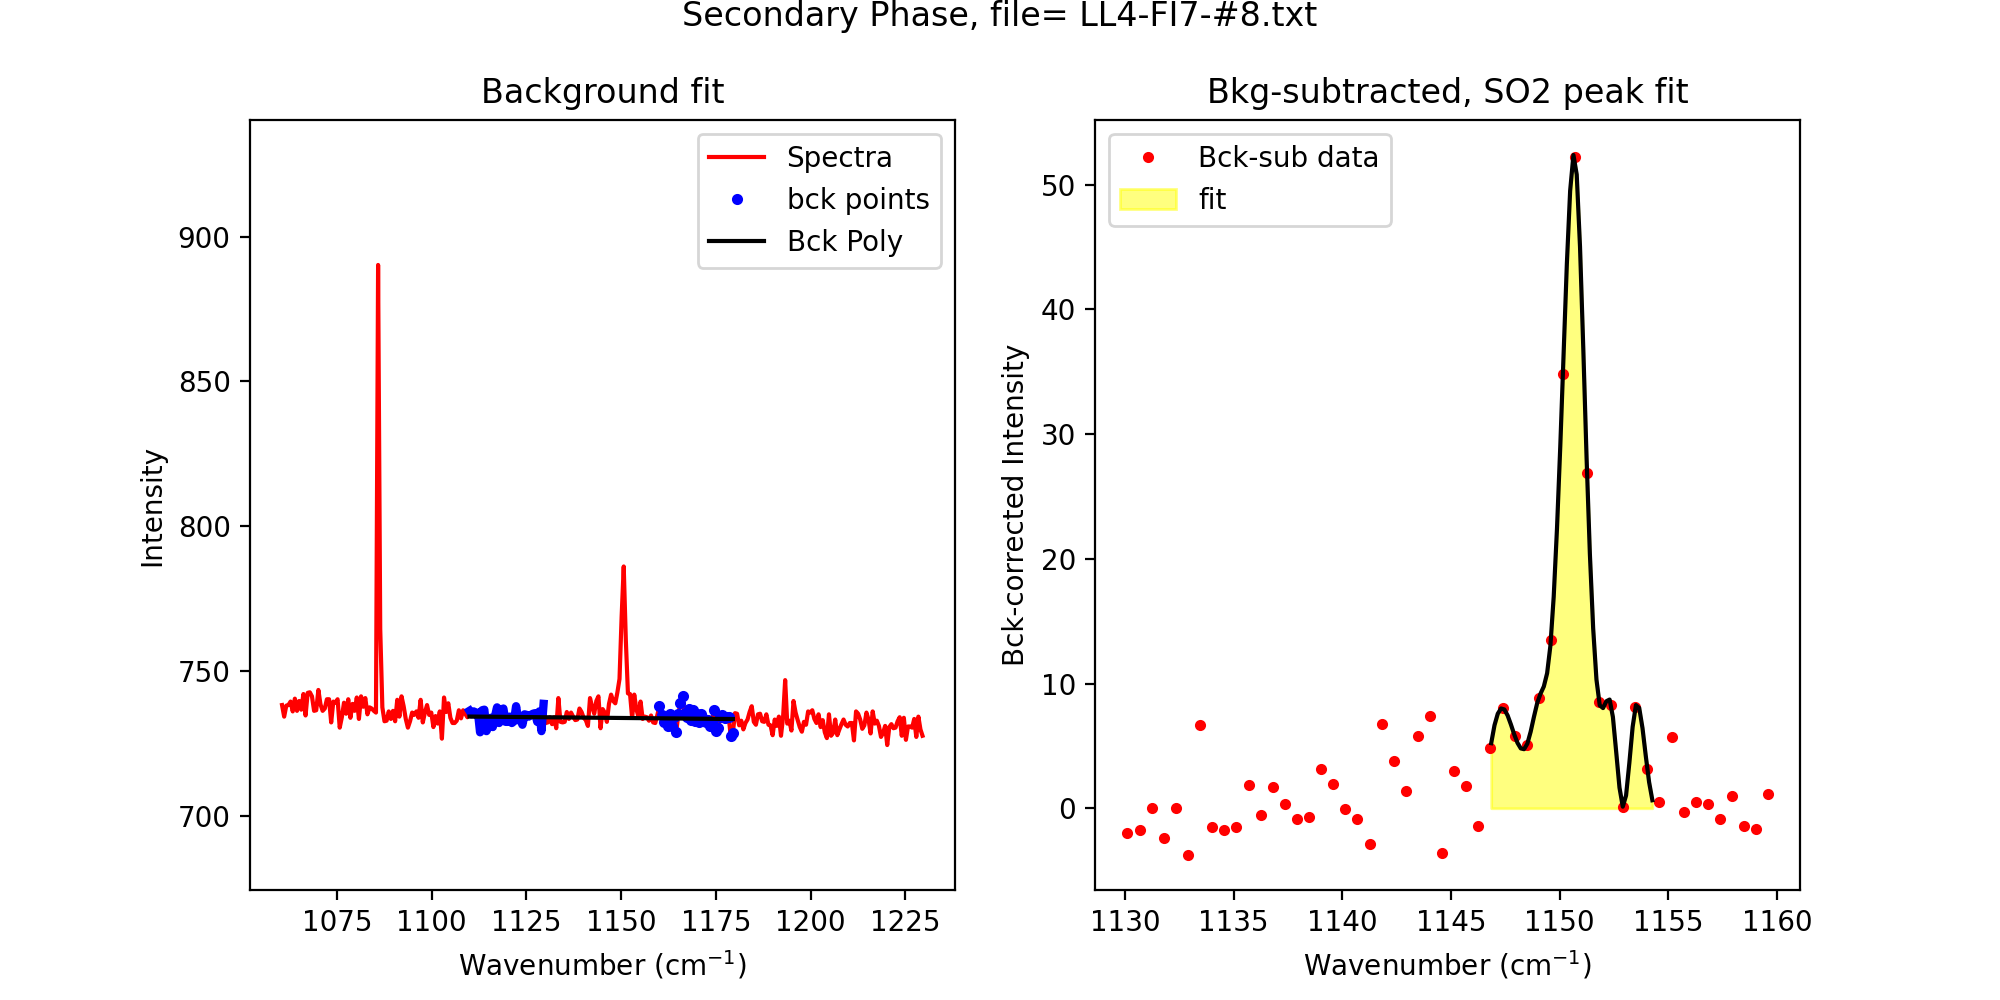 Secondary Phase, file= LL4-FI7-#8.txt
Background fit
Spectra
bck points
Bck Poly
900
850
800
750
700
Intensity
1075 1100 1125 1150 1175 1200 1225
Wavenumber (cm⁻¹)
Bkg-subtracted, SO2 peak fit
Bck-sub data
fit
50
40
30
20
10
0
Bck-corrected Intensity
1130 1135 1140 1145 1150 1155 1160
Wavenumber (cm⁻¹)